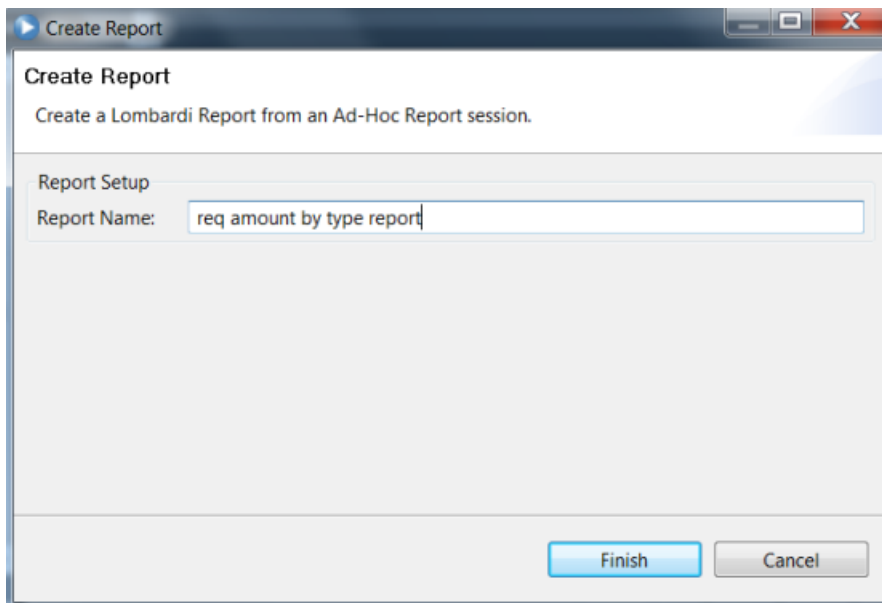 Create Report
Create Report
Create a Lombardi Report from an Ad-Hoc Report session.
Report Setup
Report Name: req amount by type report
Finish Cancel